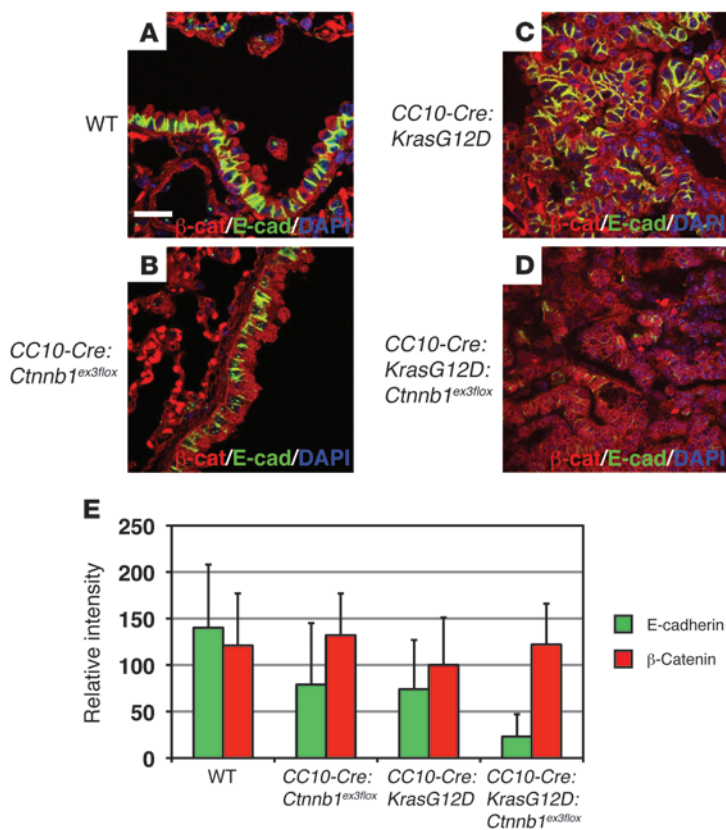 A
WT
β-cat/E-cad/DAPI
C
CC10-Cre:
KrasG12D
β-cat/E-cad/DAPI
B
CC10-Cre:
Ctnnb1ex3flox
β-cat/E-cad/DAPI
D
CC10-Cre:
KrasG12D:
Ctnnb1ex3flox
β-cat/E-cad/DAPI
E
Relative intensity
250
200
150
100
50
0
WT
CC10-Cre:
Ctnnb1ex3flox
CC10-Cre:
KrasG12D
CC10-Cre:
KrasG12D:
Ctnnb1ex3flox
E-cadherin
β-Catenin